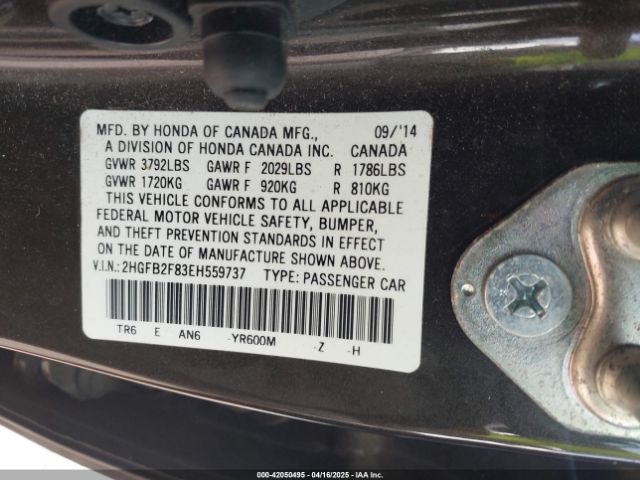 MFD. BY HONDA OF CANADA MFG., 09/'14
A DIVISION OF HONDA CANADA INC. CANADA
GVWR 3792LBS GAWR F 2029LBS R 1786LBS
GVWR 1720KG GAWR F 920KG R 810KG
THIS VEHICLE CONFORMS TO ALL APPLICABLE
FEDERAL MOTOR VEHICLE SAFETY, BUMPER,
AND THEFT PREVENTION STANDARDS IN EFFECT
ON THE DATE OF MANUFACTURE SHOWN ABOVE.
V.I.N.:2HGFB2F83EH559737 TYPE: PASSENGER CAR
TR6 E AN6 -YR600M -Z -H
000-42050495 - 04/16/2025 - IAA Inc.